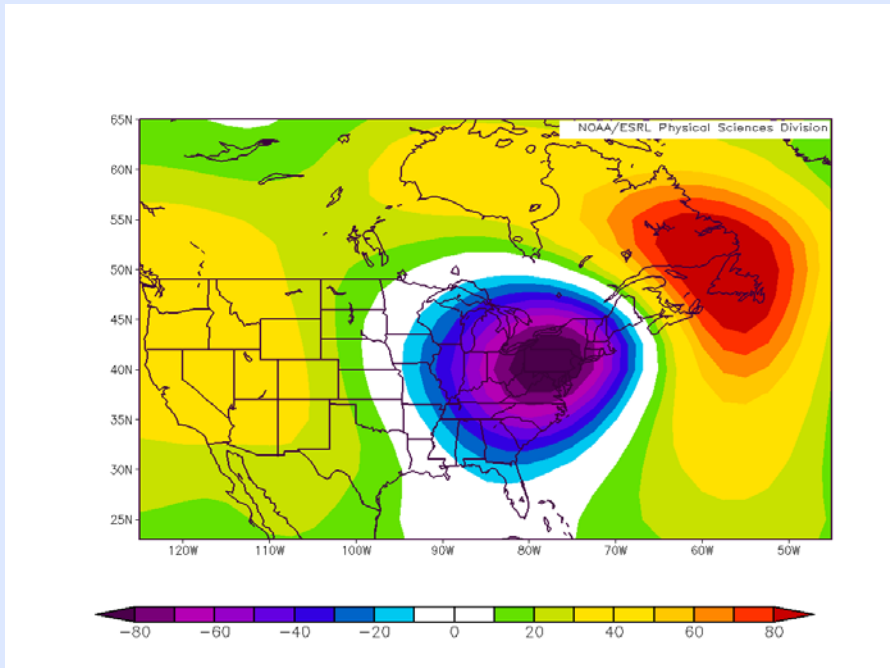 65N
NOAA/ESRL Physical Sciences Division
60N
55N
50N
45N
40N
35N
30N
25N
120W 110W 100W 90W 80W 70W 60W 50W
-80 -60 -40 -20 0 20 40 60 80